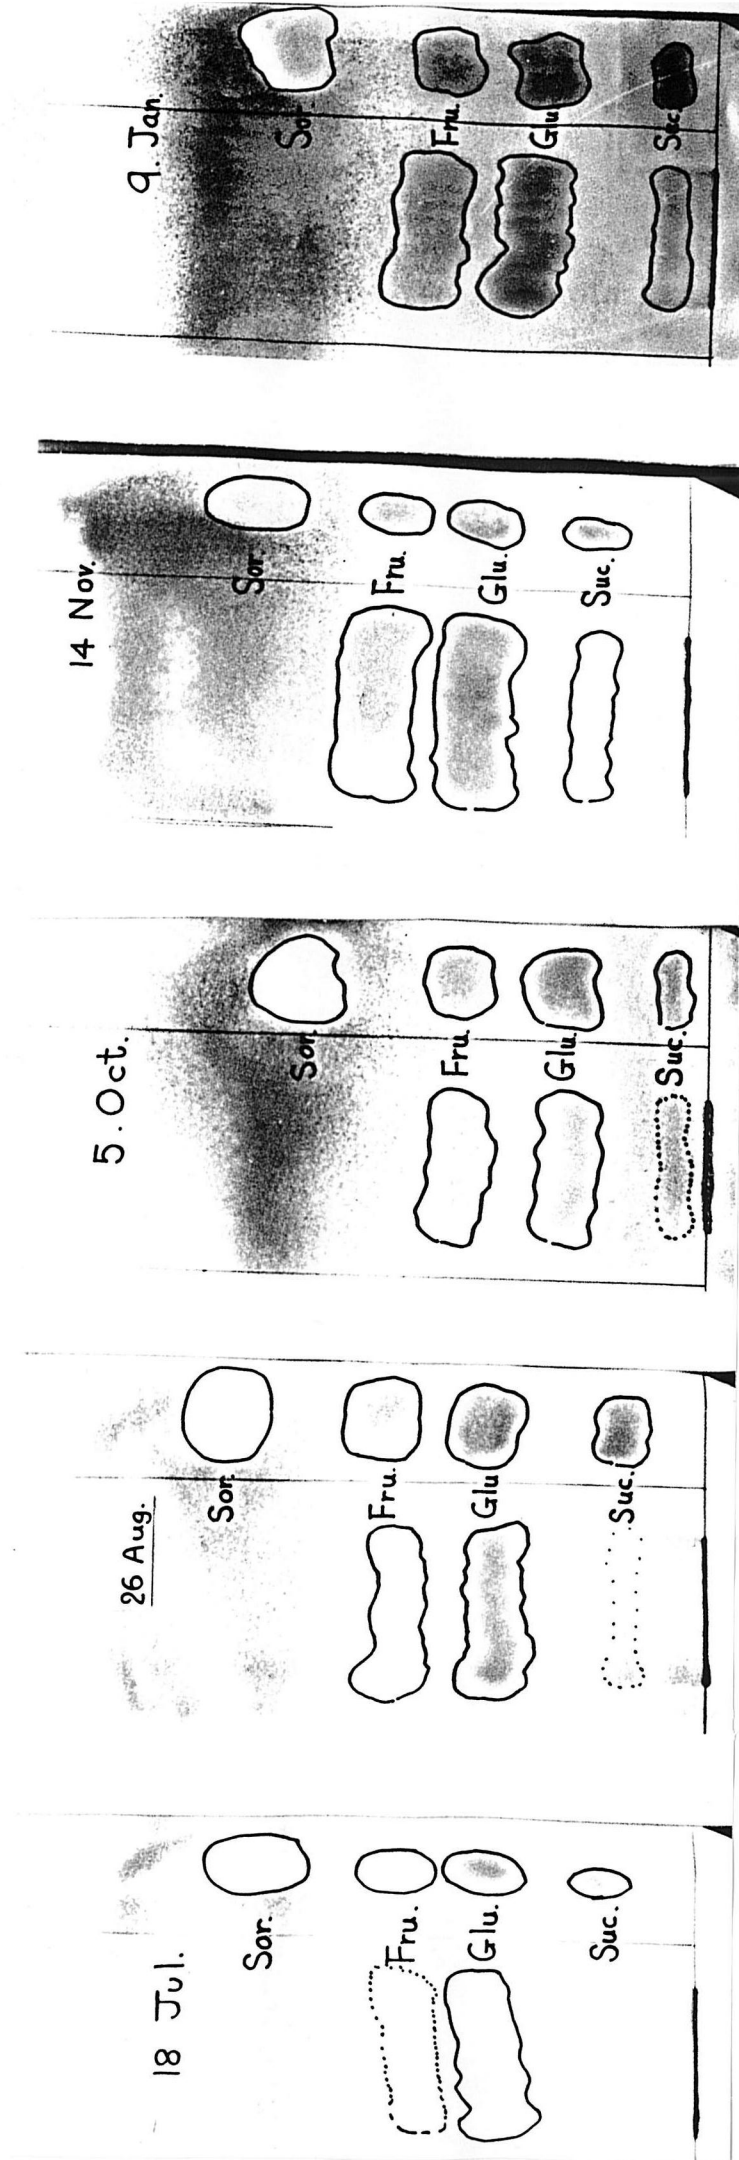 9. Jan.
Sor.
Fru.
Glu.
Suc.
14 Nov.
Sor.
Fru.
Glu.
Suc.
5. Oct.
Sor.
Fru.
Glu.
Suc.
26 Aug.
Sor.
Fru.
Glu.
Suc.
18 Jul.
Sor.
Fru.
Glu.
Suc.